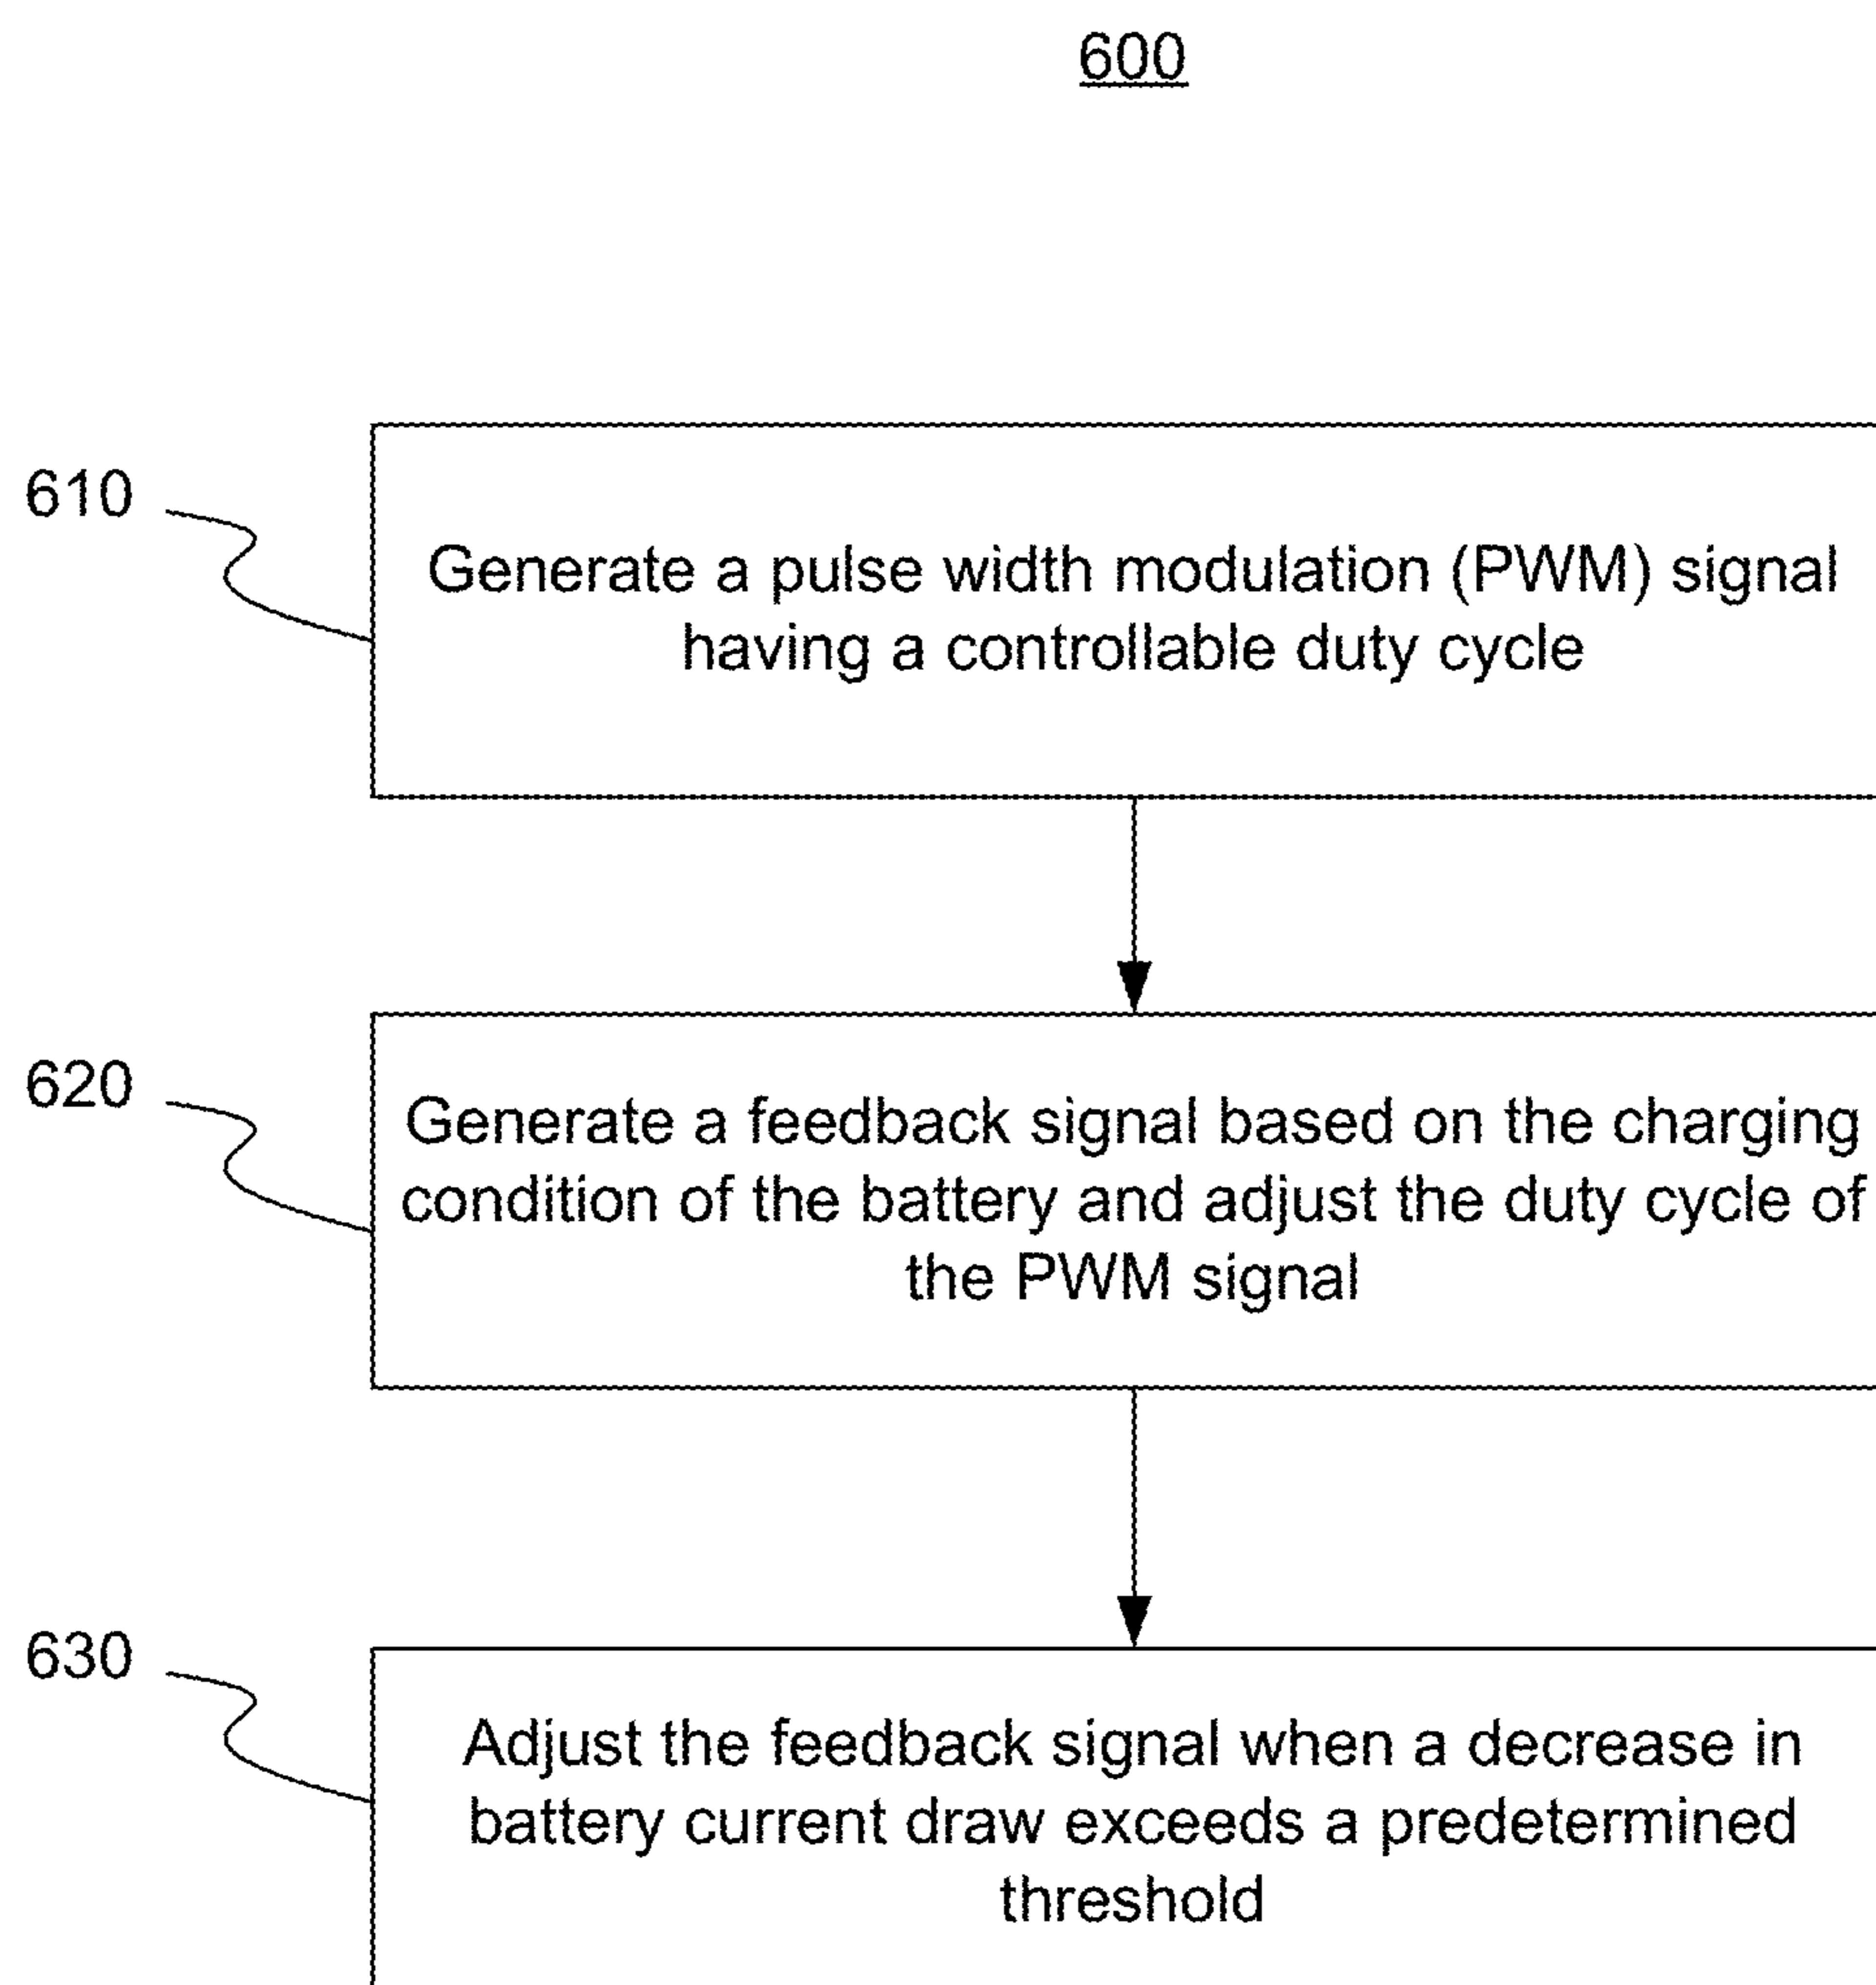 600
610
Generate a pulse width modulation (PWM) signal
having a controllable duty cycle
620
Generate a feedback signal based on the charging
condition of the battery and adjust the duty cycle of
the PWM signal
630
Adjust the feedback signal when a decrease in
battery current draw exceeds a predetermined
threshold